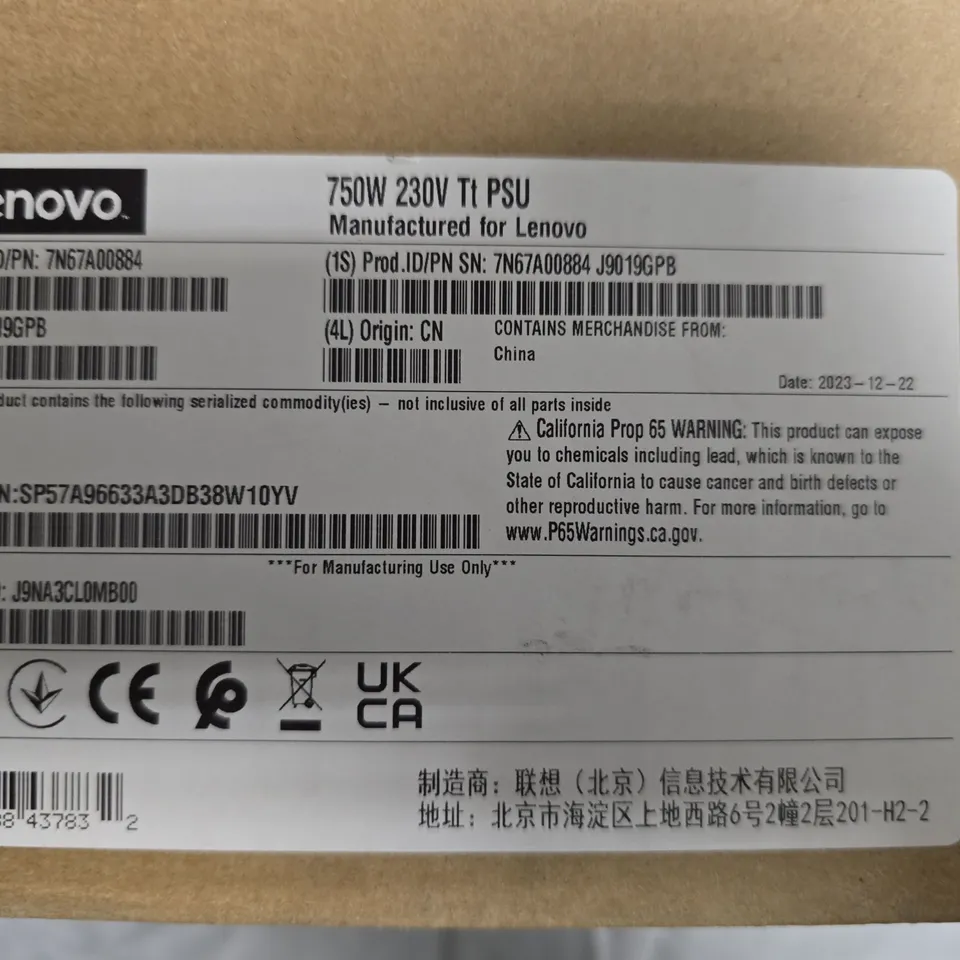 enovo
750W 230V Tt PSU
Manufactured for Lenovo
D/PN: 7N67A00884
(1S) Prod.ID/PN SN: 7N67A00884 J9019GPB
19GPB
(4L) Origin: CN
CONTAINS MERCHANDISE FROM:
China
Date: 2023-12-22
duct contains the following serialized commodity(ies) – not inclusive of all parts inside
⚠ California Prop 65 WARNING: This product can expose
you to chemicals including lead, which is known to the
State of California to cause cancer and birth defects or
other reproductive harm. For more information, go to
www.P65Warnings.ca.gov.
N:SP57A96633A3DB38W10YV
***For Manufacturing Use Only***
: J9NA3CL0MB00
CE
UK
CA
8 43783 2
制造商：联想（北京）信息技术有限公司
地址：北京市海淀区上地西路6号2幢2层201-H2-2